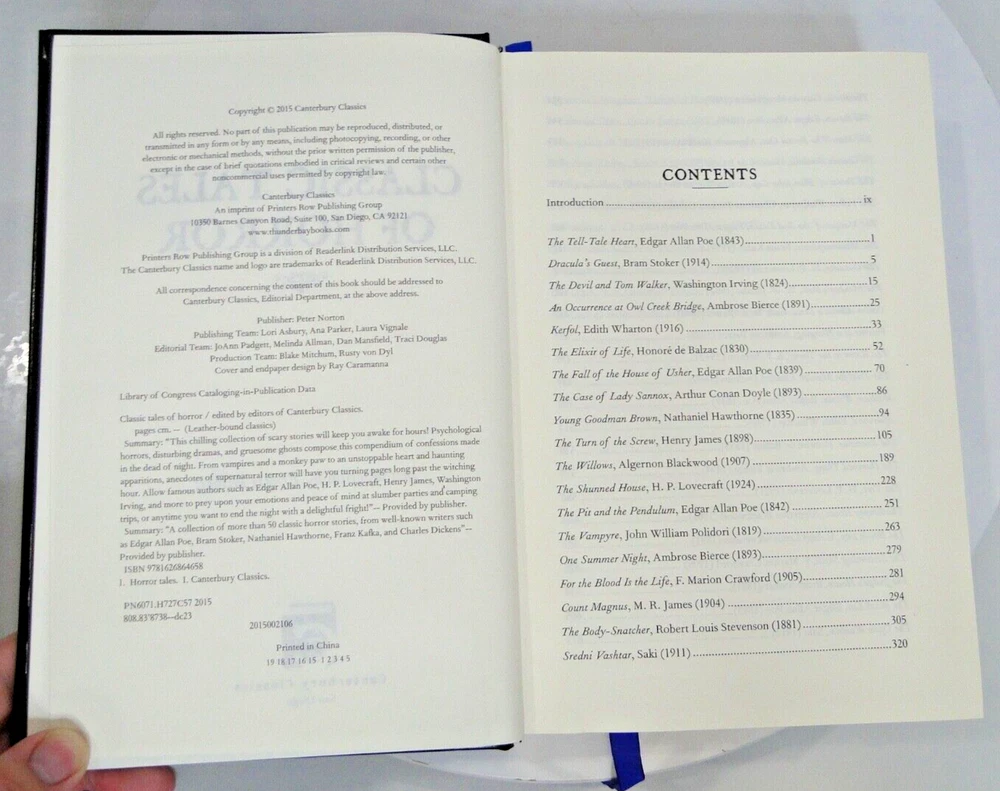 Copyright © 2015 Canterbury Classics
All rights reserved. No part of this publication may be reproduced, distributed, or
transmitted in any form or by any means, including photocopying, recording, or other
electronic or mechanical methods, without the prior written permission of the publisher,
except in the case of brief quotations embodied in critical reviews and certain other
noncommercial uses permitted by copyright law.
Canterbury Classics
An imprint of Printers Row Publishing Group
10350 Barnes Canyon Road, Suite 100, San Diego, CA 92121
www.thunderbaybooks.com
Printers Row Publishing Group is a division of Readerlink Distribution Services, LLC.
The Canterbury Classics name and logo are trademarks of Readerlink Distribution Services, LLC.
All correspondence concerning the content of this book should be addressed to
Canterbury Classics, Editorial Department, at the above address.
Publisher: Peter Norton
Publishing Team: Lori Asbury, Ana Parker, Laura Vignale
Editorial Team: JoAnn Padgett, Melinda Allman, Dan Mansfield, Traci Douglas
Production Team: Blake Mitchum, Rusty von Dyl
Cover and endpaper design by Ray Caramanna
Library of Congress Cataloging-in-Publication Data
Classic tales of horror / edited by editors of Canterbury Classics.
pages cm. — (Leather-bound classics)
Summary: "This chilling collection of scary stories will keep you awake for hours! Psychological
horrors, disturbing dramas, and gruesome ghosts compose this compendium of confessions made
in the dead of night. From vampires and a monkey paw to an unstoppable heart and haunting
apparitions, anecdotes of supernatural terror will have you turning pages long past the witching
hour. Allow famous authors such as Edgar Allan Poe, H. P. Lovecraft, Henry James, Washington
Irving, and more to prey upon your emotions and peace of mind at slumber parties and camping
trips, or anytime you want to end the night with a delightful fright!"— Provided by publisher.
Summary: "A collection of more than 50 classic horror stories, from well-known writers such
as Edgar Allan Poe, Bram Stoker, Nathaniel Hawthorne, Franz Kafka, and Charles Dickens"—
Provided by publisher.
ISBN 9781626864658
1. Horror tales. I. Canterbury Classics.
PN6071.H727C57 2015
808.83'8738--dc23
2015002106
Printed in China
19 18 17 16 15 1 2 3 4 5
CONTENTS
Introduction ix
The Tell-Tale Heart, Edgar Allan Poe (1843) 1
Dracula's Guest, Bram Stoker (1914) 5
The Devil and Tom Walker, Washington Irving (1824) 15
An Occurrence at Owl Creek Bridge, Ambrose Bierce (1891) 25
Kerfol, Edith Wharton (1916) 33
The Elixir of Life, Honoré de Balzac (1830) 52
The Fall of the House of Usher, Edgar Allan Poe (1839) 70
The Case of Lady Sannox, Arthur Conan Doyle (1893) 86
Young Goodman Brown, Nathaniel Hawthorne (1835) 94
The Turn of the Screw, Henry James (1898) 105
The Willows, Algernon Blackwood (1907) 189
The Shunned House, H. P. Lovecraft (1924) 228
The Pit and the Pendulum, Edgar Allan Poe (1842) 251
The Vampyre, John William Polidori (1819) 263
One Summer Night, Ambrose Bierce (1893) 279
For the Blood Is the Life, F. Marion Crawford (1905) 281
Count Magnus, M. R. James (1904) 294
The Body-Snatcher, Robert Louis Stevenson (1881) 305
Sredni Vashtar, Saki (1911) 320